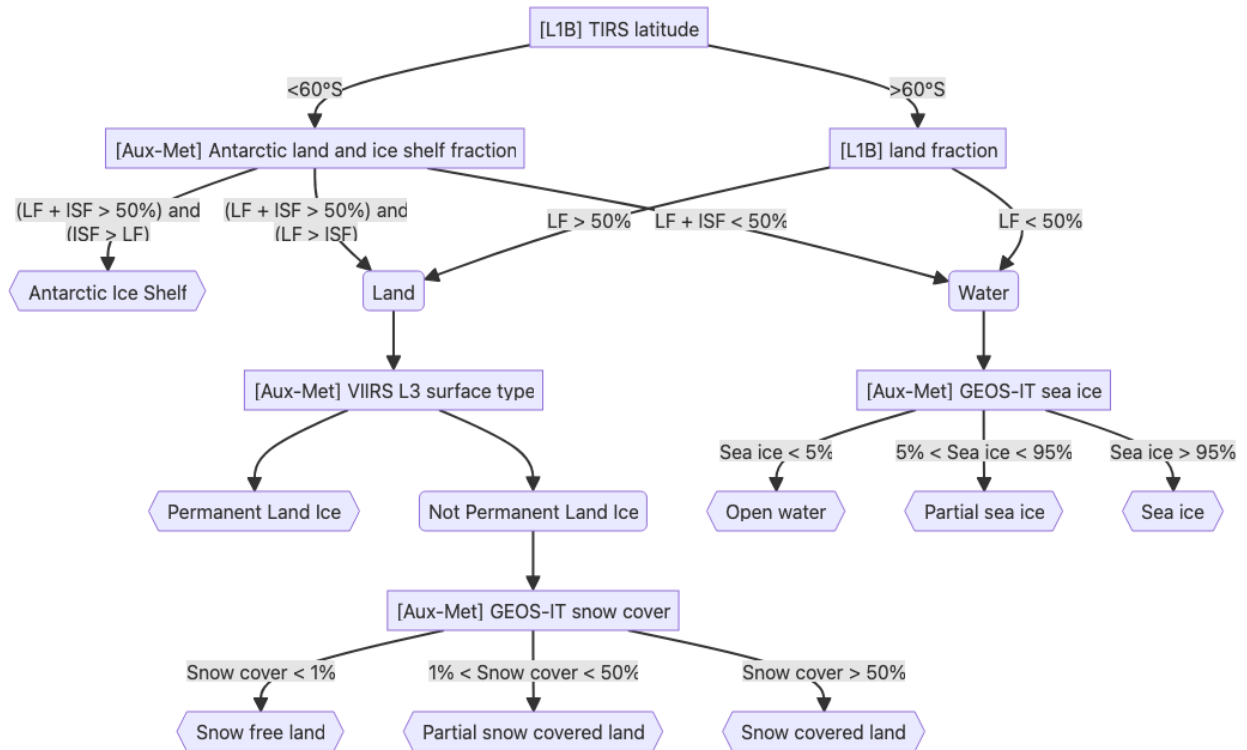 [L1B] TIRS latitude
<60°S
>60°S
[Aux-Met] Antarctic land and ice shelf fraction
[L1B] land fraction
(LF + ISF > 50%) and
(ISF > LF)
(LF + ISF > 50%) and
(LF > ISF)
LF > 50%
LF + ISF < 50%
LF < 50%
Antarctic Ice Shelf
Land
Water
[Aux-Met] VIIRS L3 surface type
[Aux-Met] GEOS-IT sea ice
Sea ice < 5%
5% < Sea ice < 95%
Sea ice > 95%
Permanent Land Ice
Not Permanent Land Ice
Open water
Partial sea ice
Sea ice
[Aux-Met] GEOS-IT snow cover
Snow cover < 1%
1% < Snow cover < 50%
Snow cover > 50%
Snow free land
Partial snow covered land
Snow covered land